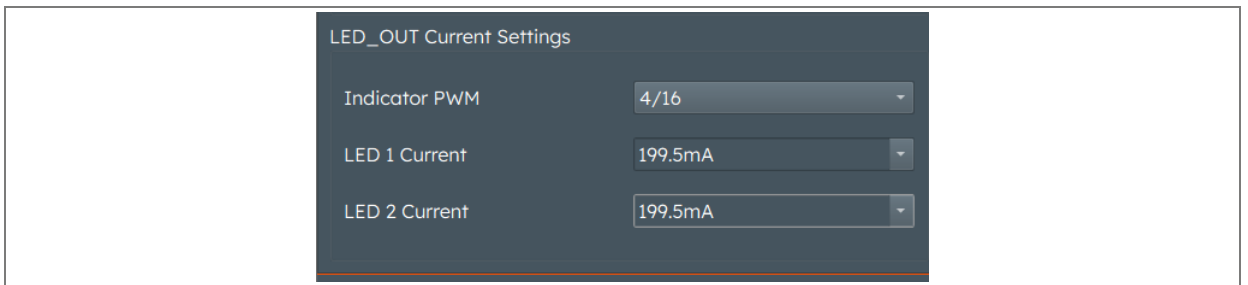 LED_OUT Current Settings
Indicator PWM 4/16
LED 1 Current 199.5mA
LED 2 Current 199.5mA